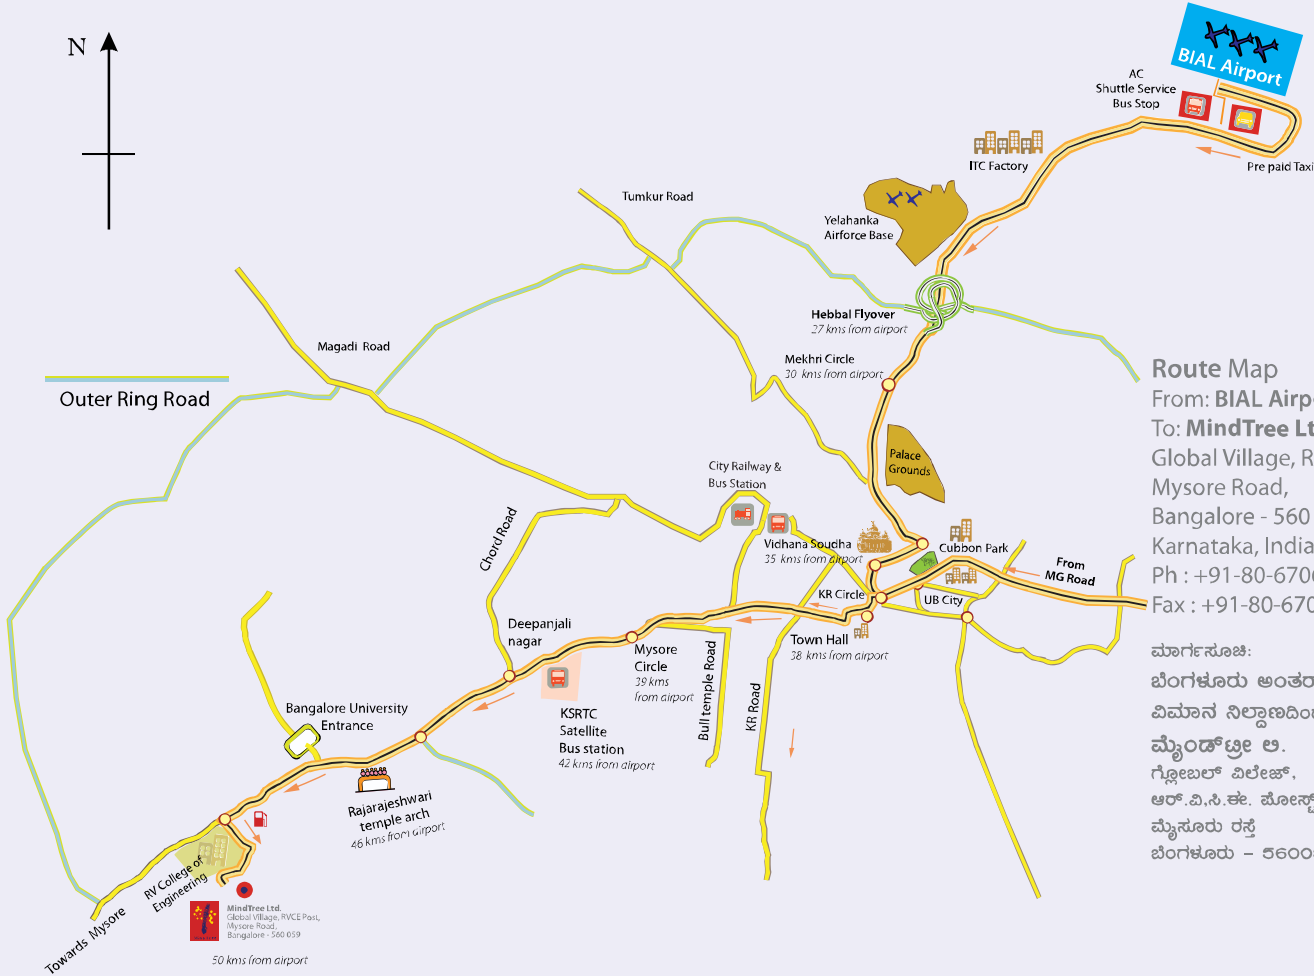 N
BIAL Airport
AC
Shuttle Service
Bus Stop
Pre paid Taxi
ITC Factory
Yelahanka
Airforce Base
Tumkur Road
Hebbal Flyover
27 kms from airport
Magadi Road
Mekhri Circle
30 kms from airport
Outer Ring Road
Route Map
From: BIAL Airp
To: MindTree Lt
Global Village, R
Mysore Road,
Bangalore - 560
Karnataka, India
Ph : +91-80-6706
Fax : +91-80-670
Palace
Grounds
City Railway &
Bus Station
Chord Road
Vidhana Soudha
35 kms from airport
Cubbon Park
From
MG Road
KR Circle
UB City
Town Hall
38 kms from airport
Deepanjali
nagar
Mysore
Circle
39 kms
from airport
Bull temple Road
KR Road
KSRTC
Satellite
Bus station
42 kms from airport
Bangalore University
Entrance
Rajarajeshwari
temple arch
46 kms from airport
RV College of
Engineering
Towards Mysore
MindTree Ltd.
Global Village, RVCE Post,
Mysore Road,
Bangalore - 560 059
50 kms from airport
ಮಾರ್ಗಸೂಚಿ:
ಬೆಂಗಳೂರು ಅಂತರ
ವಿಮಾನ ನಿಲ್ದಾಣದಿಂದ
ಮೈಂಡ್‌ಟ್ರೀ ಲಿ.
ಗ್ಲೋಬಲ್ ವಿಲೇಜ್,
ಆರ್.ವಿ.ಸಿ.ಈ. ಪೋಸ್ಟ್
ಮೈಸೂರು ರಸ್ತೆ
ಬೆಂಗಳೂರು – 5600